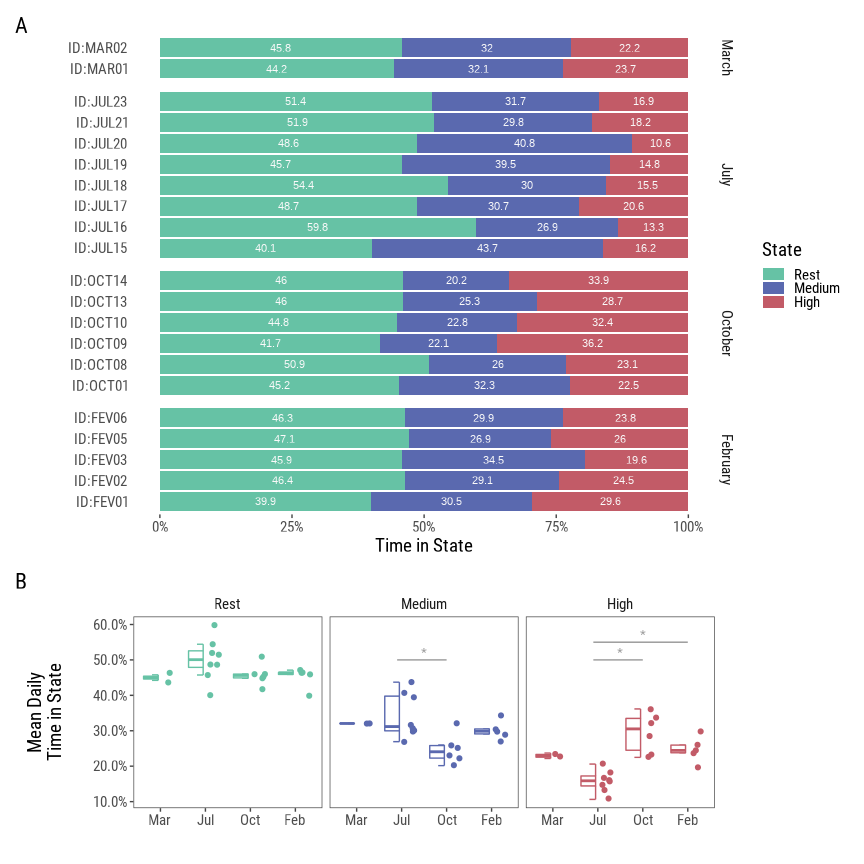 A
ID:MAR02 45.8 32 22.2
ID:MAR01 44.2 32.1 23.7
March
ID:JUL23 51.4 31.7 16.9
ID:JUL21 51.9 29.8 18.2
ID:JUL20 48.6 40.8 10.6
ID:JUL19 45.7 39.5 14.8
ID:JUL18 54.4 30 15.5
ID:JUL17 48.7 30.7 20.6
ID:JUL16 59.8 26.9 13.3
ID:JUL15 40.1 43.7 16.2
July
ID:OCT14 46 20.2 33.9
ID:OCT13 46 25.3 28.7
ID:OCT10 44.8 22.8 32.4
ID:OCT09 41.7 22.1 36.2
ID:OCT08 50.9 26 23.1
ID:OCT01 45.2 32.3 22.5
October
ID:FEV06 46.3 29.9 23.8
ID:FEV05 47.1 26.9 26
ID:FEV03 45.9 34.5 19.6
ID:FEV02 46.4 29.1 24.5
ID:FEV01 39.9 30.5 29.6
February
0% 25% 50% 75% 100%
Time in State
State
Rest
Medium
High
B
Rest Medium High
Mean Daily
Time in State
60.0%
50.0%
40.0%
30.0%
20.0%
10.0%
*
*
*
Mar Jul Oct Feb Mar Jul Oct Feb Mar Jul Oct Feb